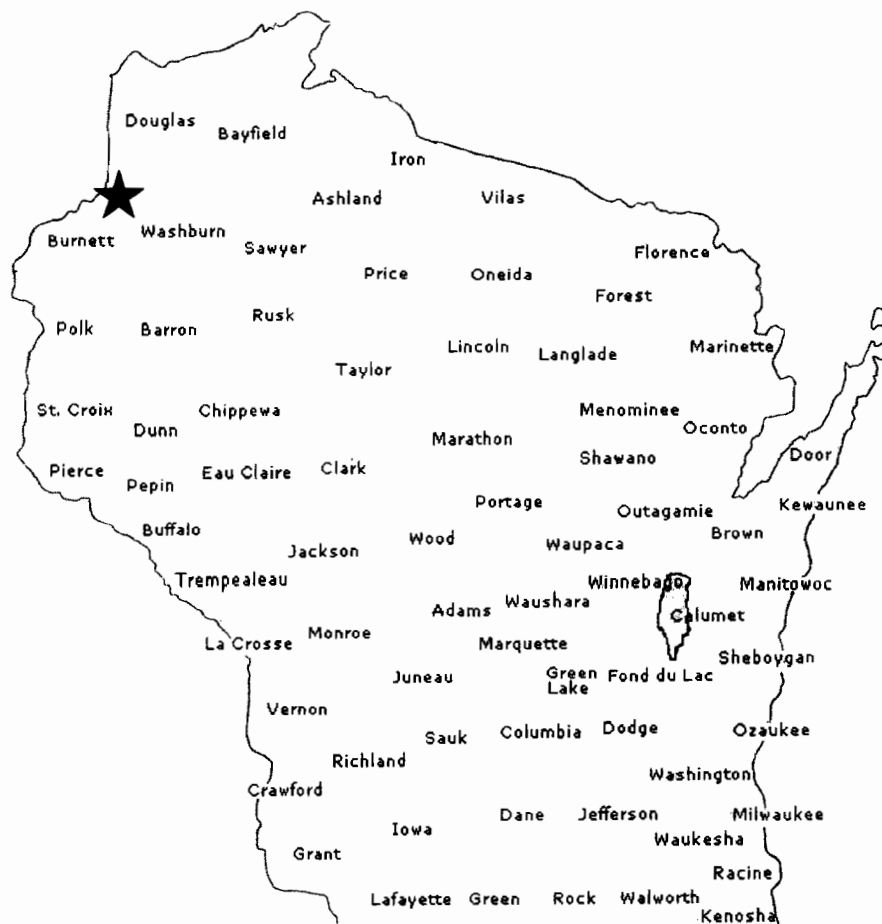 Douglas
Bayfield
Iron
Ashland
Vilas
Burnett
Washburn
Sawyer
Florence
Price
Oneida
Forest
Polk
Barron
Rusk
Lincoln
Langlade
Marinette
Taylor
St. Croix
Dunn
Chippewa
Menominee
Oconto
Marathon
Shawano
Door
Pierce
Pepin
Eau Claire
Clark
Portage
Outagamie
Kewaunee
Buffalo
Jackson
Wood
Waupaca
Brown
Trempealeau
Winnebago
Manitowoc
Adams
Waushara
Calumet
La Crosse
Monroe
Marquette
Sheboygan
Juneau
Green
Lake
Fond du Lac
Vernon
Sauk
Columbia
Dodge
Ozaukee
Richland
Washington
Crawford
Iowa
Dane
Jefferson
Milwaukee
Waukesha
Grant
Racine
Lafayette
Green
Rock
Walworth
Kenosha